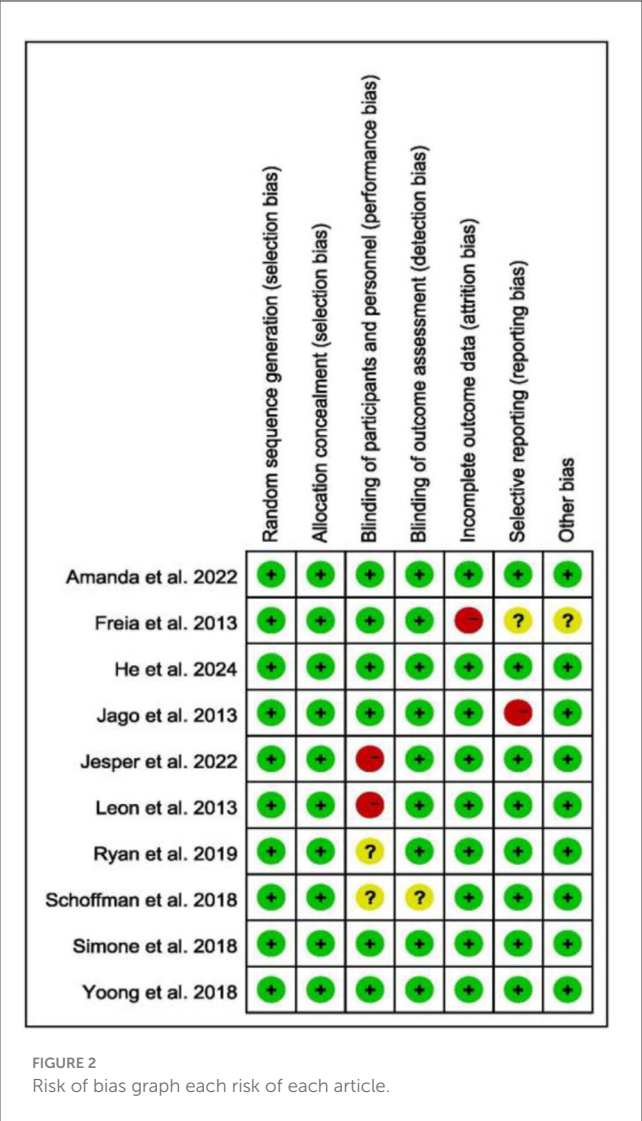 Random sequence generation (selection bias)
Allocation concealment (selection bias)
Blinding of participants and personnel (performance bias)
Blinding of outcome assessment (detection bias)
Incomplete outcome data (attrition bias)
Selective reporting (reporting bias)
Other bias
Amanda et al. 2022 + + + + + + +
Freia et al. 2013 + + + + - ? ?
He et al. 2024 + + + + + + +
Jago et al. 2013 + + + + + - +
Jesper et al. 2022 + + - + + + +
Leon et al. 2013 + + - + + + +
Ryan et al. 2019 + + ? + + + +
Schoffman et al. 2018 + + ? ? + + +
Simone et al. 2018 + + + + + + +
Yoong et al. 2018 + + + + + + +
FIGURE 2
Risk of bias graph each risk of each article.